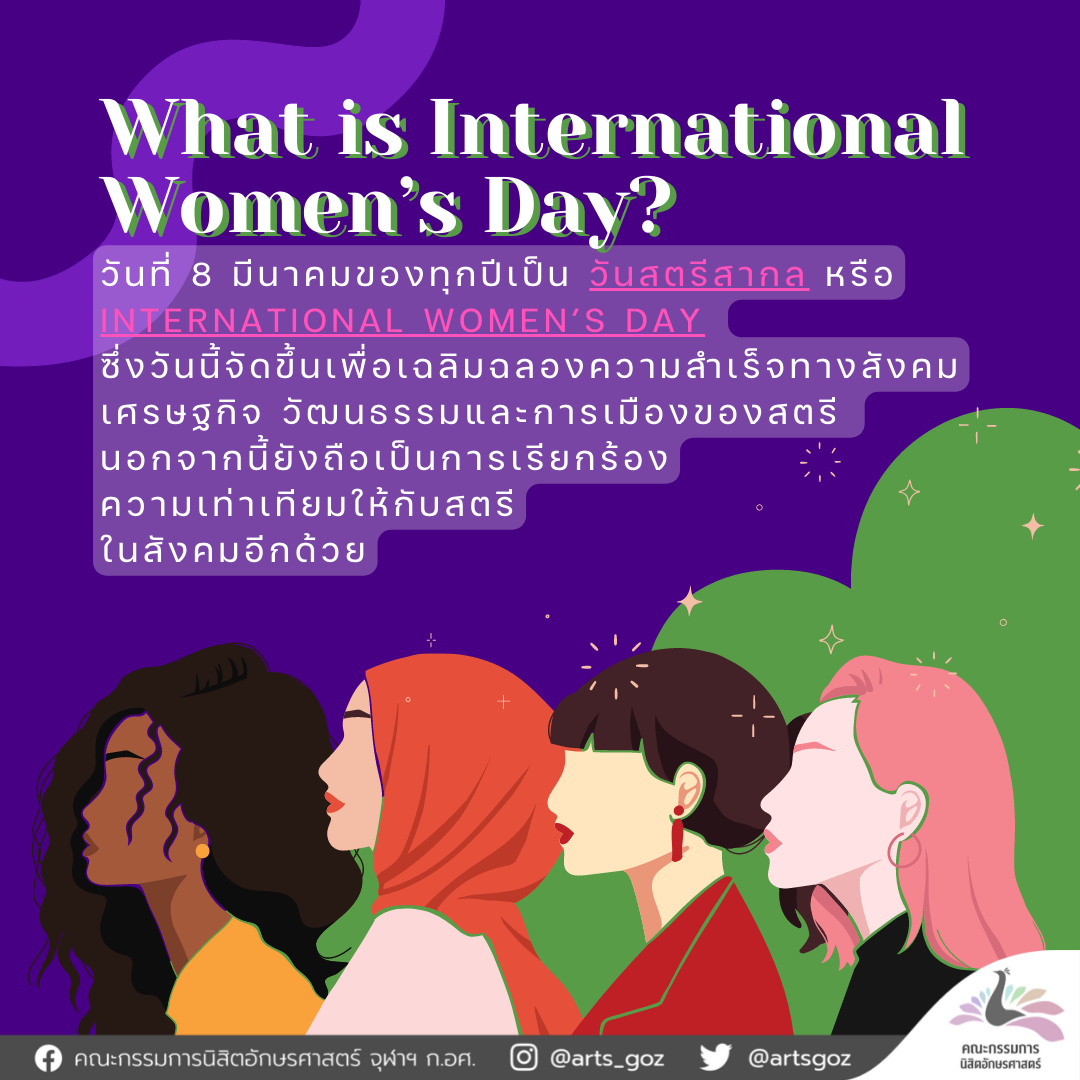 What is International
Women's Day?
วันที่ 8 มีนาคมของทุกปีเป็น วันสตรีสากล หรือ
INTERNATIONAL WOMEN'S DAY
ซึ่งวันนี้จัดขึ้นเพื่อเฉลิมฉลองความสำเร็จทางสังคม
เศรษฐกิจ วัฒนธรรมและการเมืองของสตรี
นอกจากนี้ยังถือเป็นการเรียกร้อง
ความเท่าเทียมให้กับสตรี
ในสังคมอีกด้วย
คณะกรรมการนิสิตอักษรศาสตร์ จุฬาฯ ก.อศ. @arts_goz @artsgoz
คณะกรรมการ
นิสิตอักษรศาสตร์